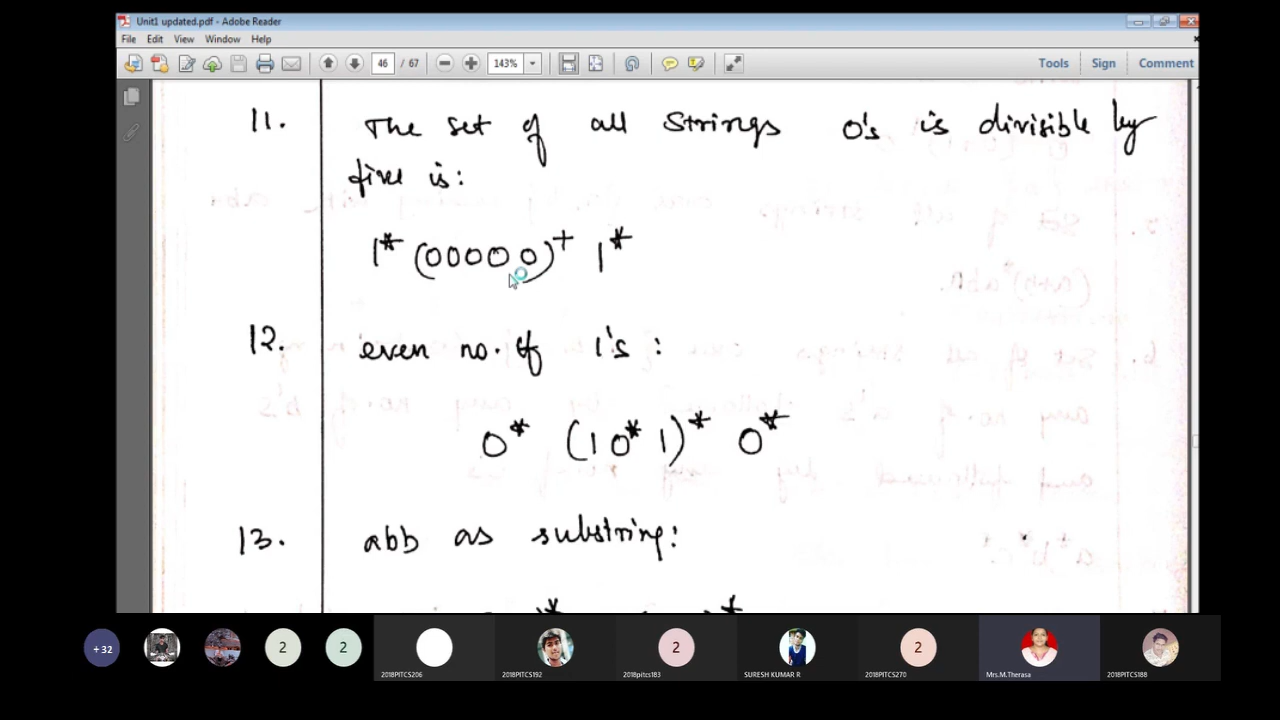 Unit1 updated.pdf - Adobe Reader
File Edit View Window Help
46 / 67 143% Tools Sign Comment
11. The set of all strings 0's is divisible by
five is:
1* (00000)+ 1*
12. even no. of 1's :
0* (10* 1)* 0*
13. abb as substring:
+32 2 2 2 2
2018PITCS206 2018PITCS192 2018pitcs183 SURESH KUMAR R 2018PITCS270 Mrs.M.Therasa 2018PITCS188